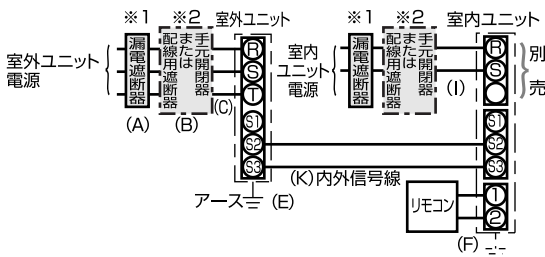 ※1 ※2 室外ユニット
漏電遮断器
配線用遮断器
または
手元開閉器
室外ユニット
電源
(A) (B) (C)
R
S
T
S1
S2
S3
アース (E)
※1 ※2 室内ユニット
漏電遮断器
配線用遮断器
または
手元開閉器
室内
ユニット
電源
(I)
R
S
別売
S1
S2
S3
(K)内外信号線
リモコン
1
2
(F)